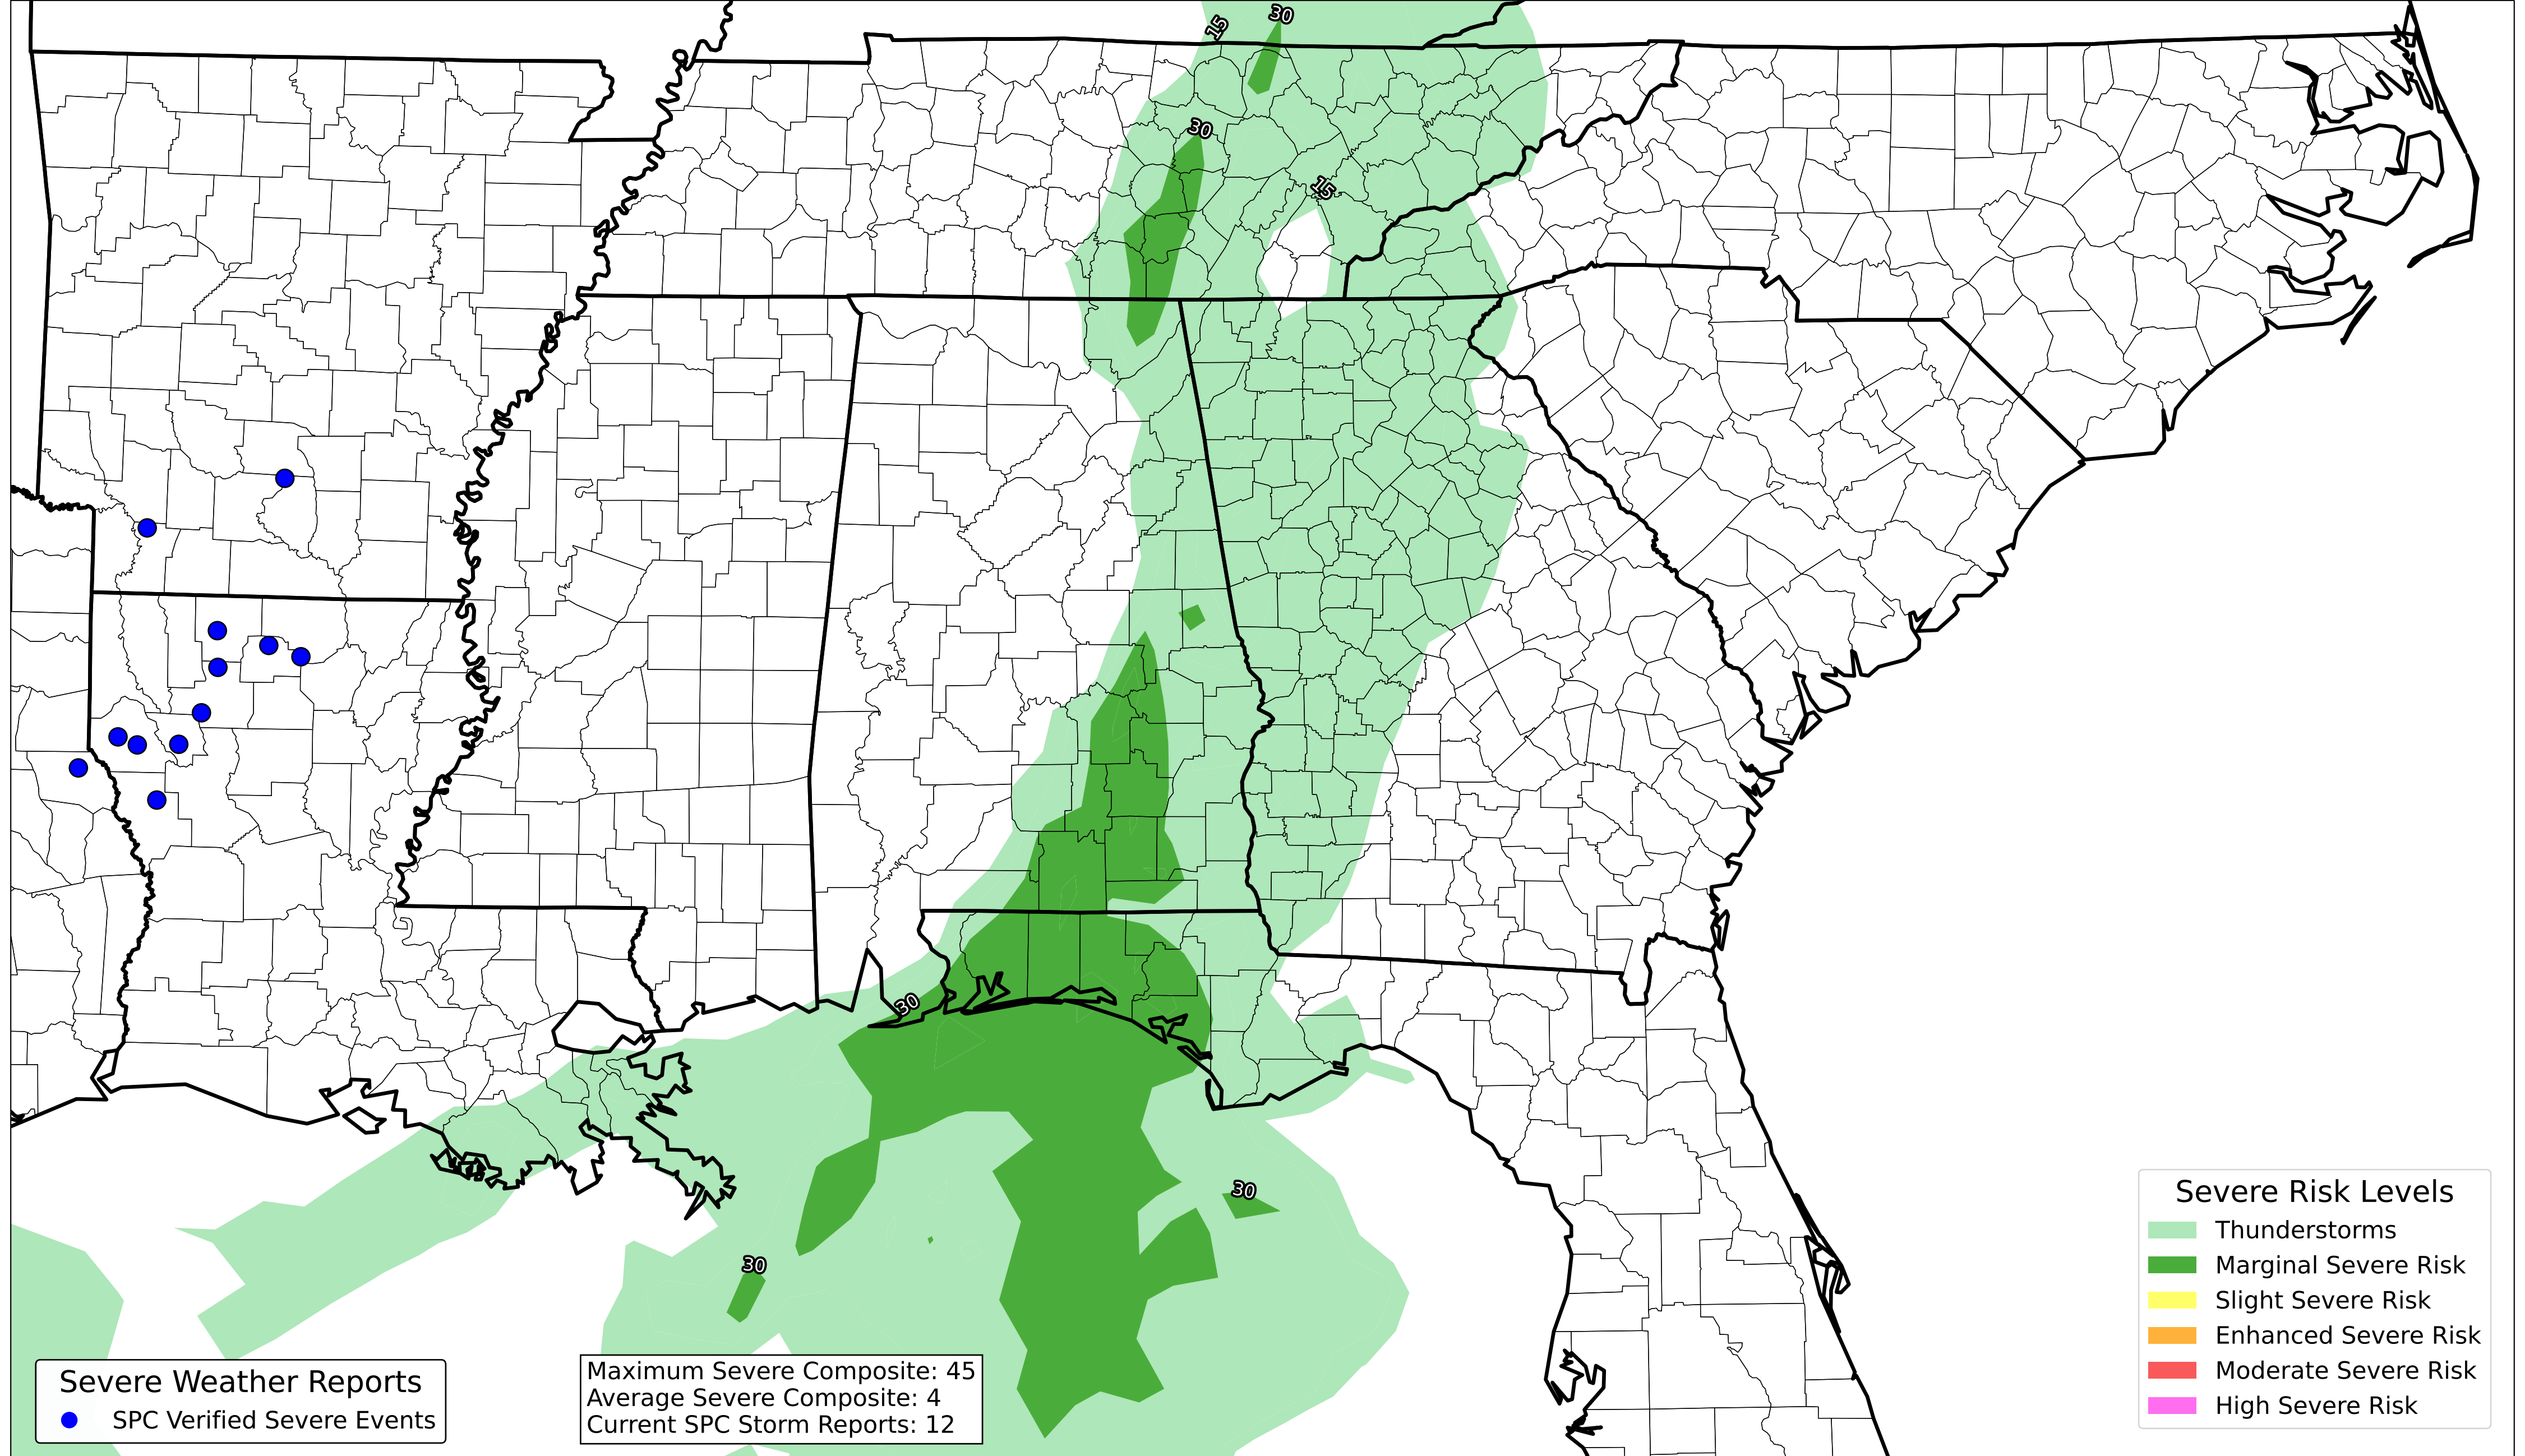 15
30
30
15
30
30
30
Severe Risk Levels
Thunderstorms
Marginal Severe Risk
Slight Severe Risk
Enhanced Severe Risk
Moderate Severe Risk
High Severe Risk
Severe Weather Reports
SPC Verified Severe Events
Maximum Severe Composite: 45
Average Severe Composite: 4
Current SPC Storm Reports: 12